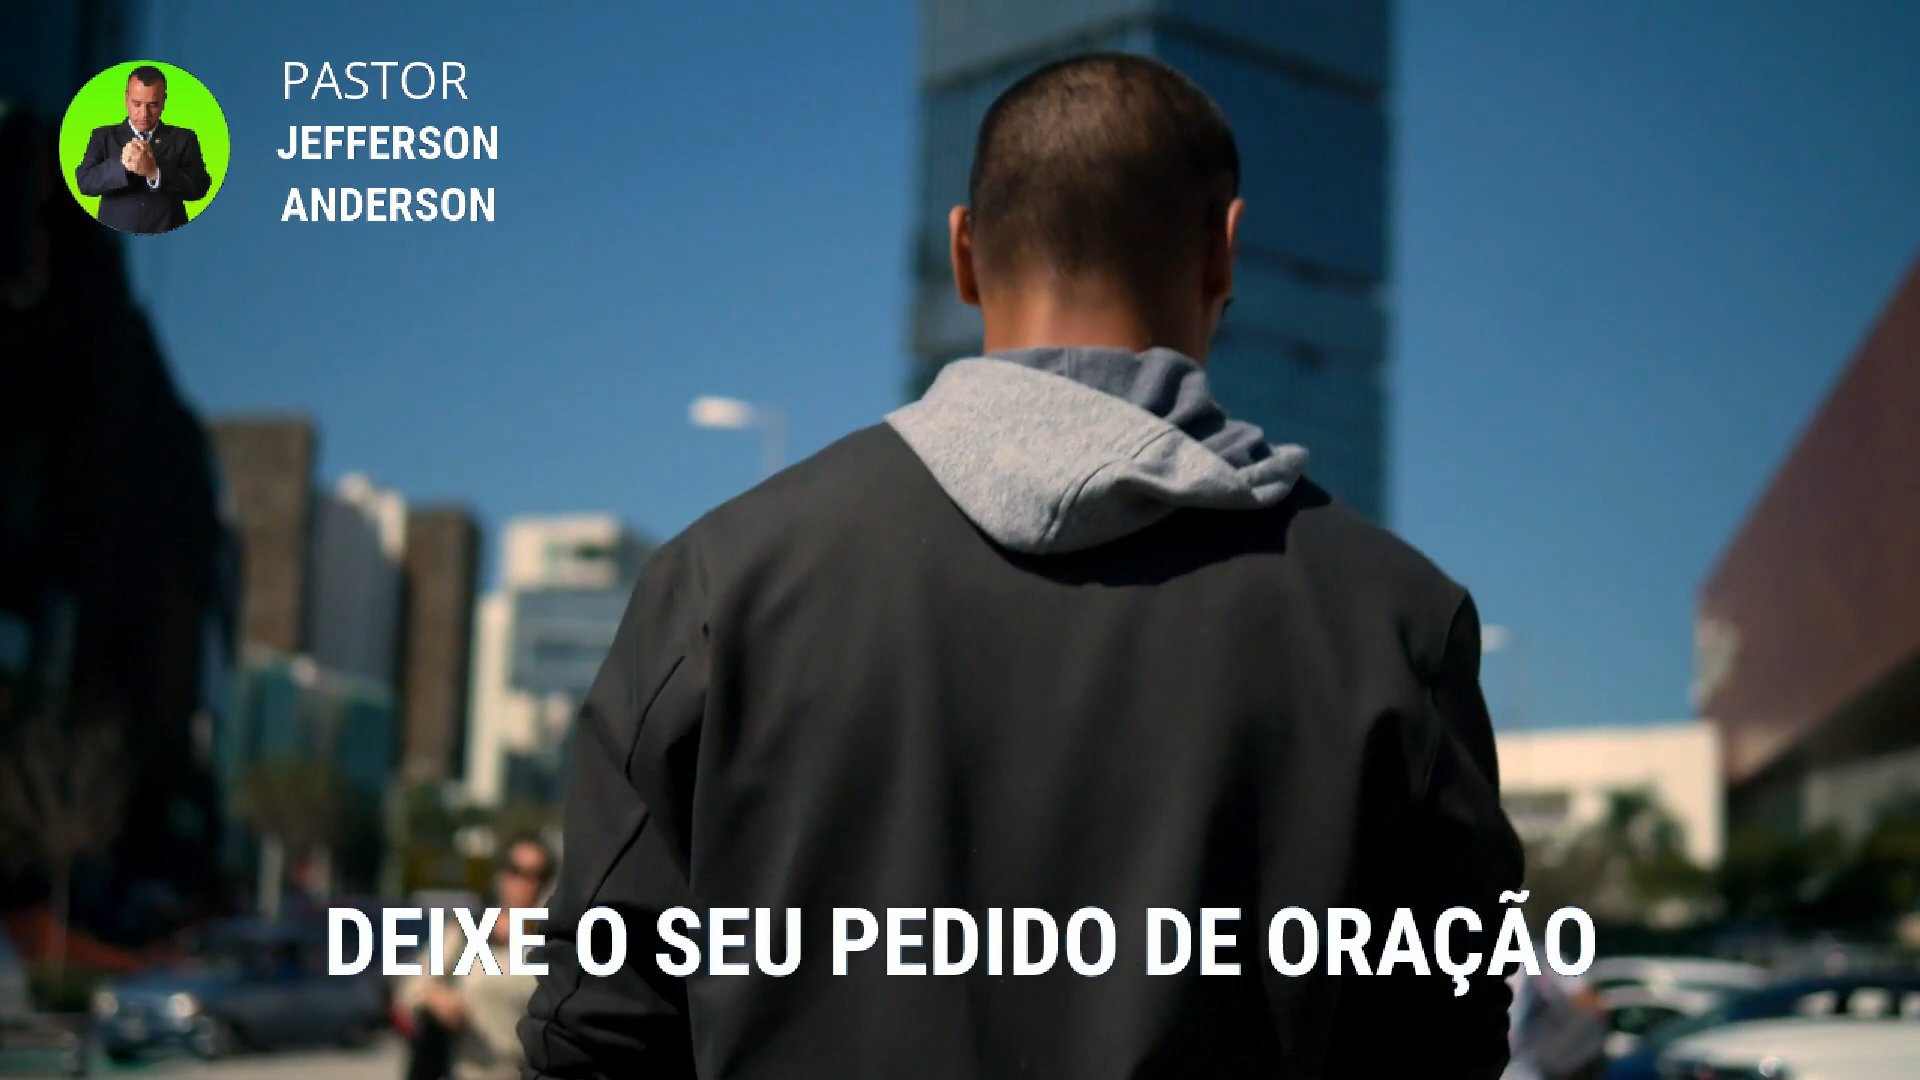 PASTOR
JEFFERSON
ANDERSON
DEIXE O SEU PEDIDO DE ORAÇÃO